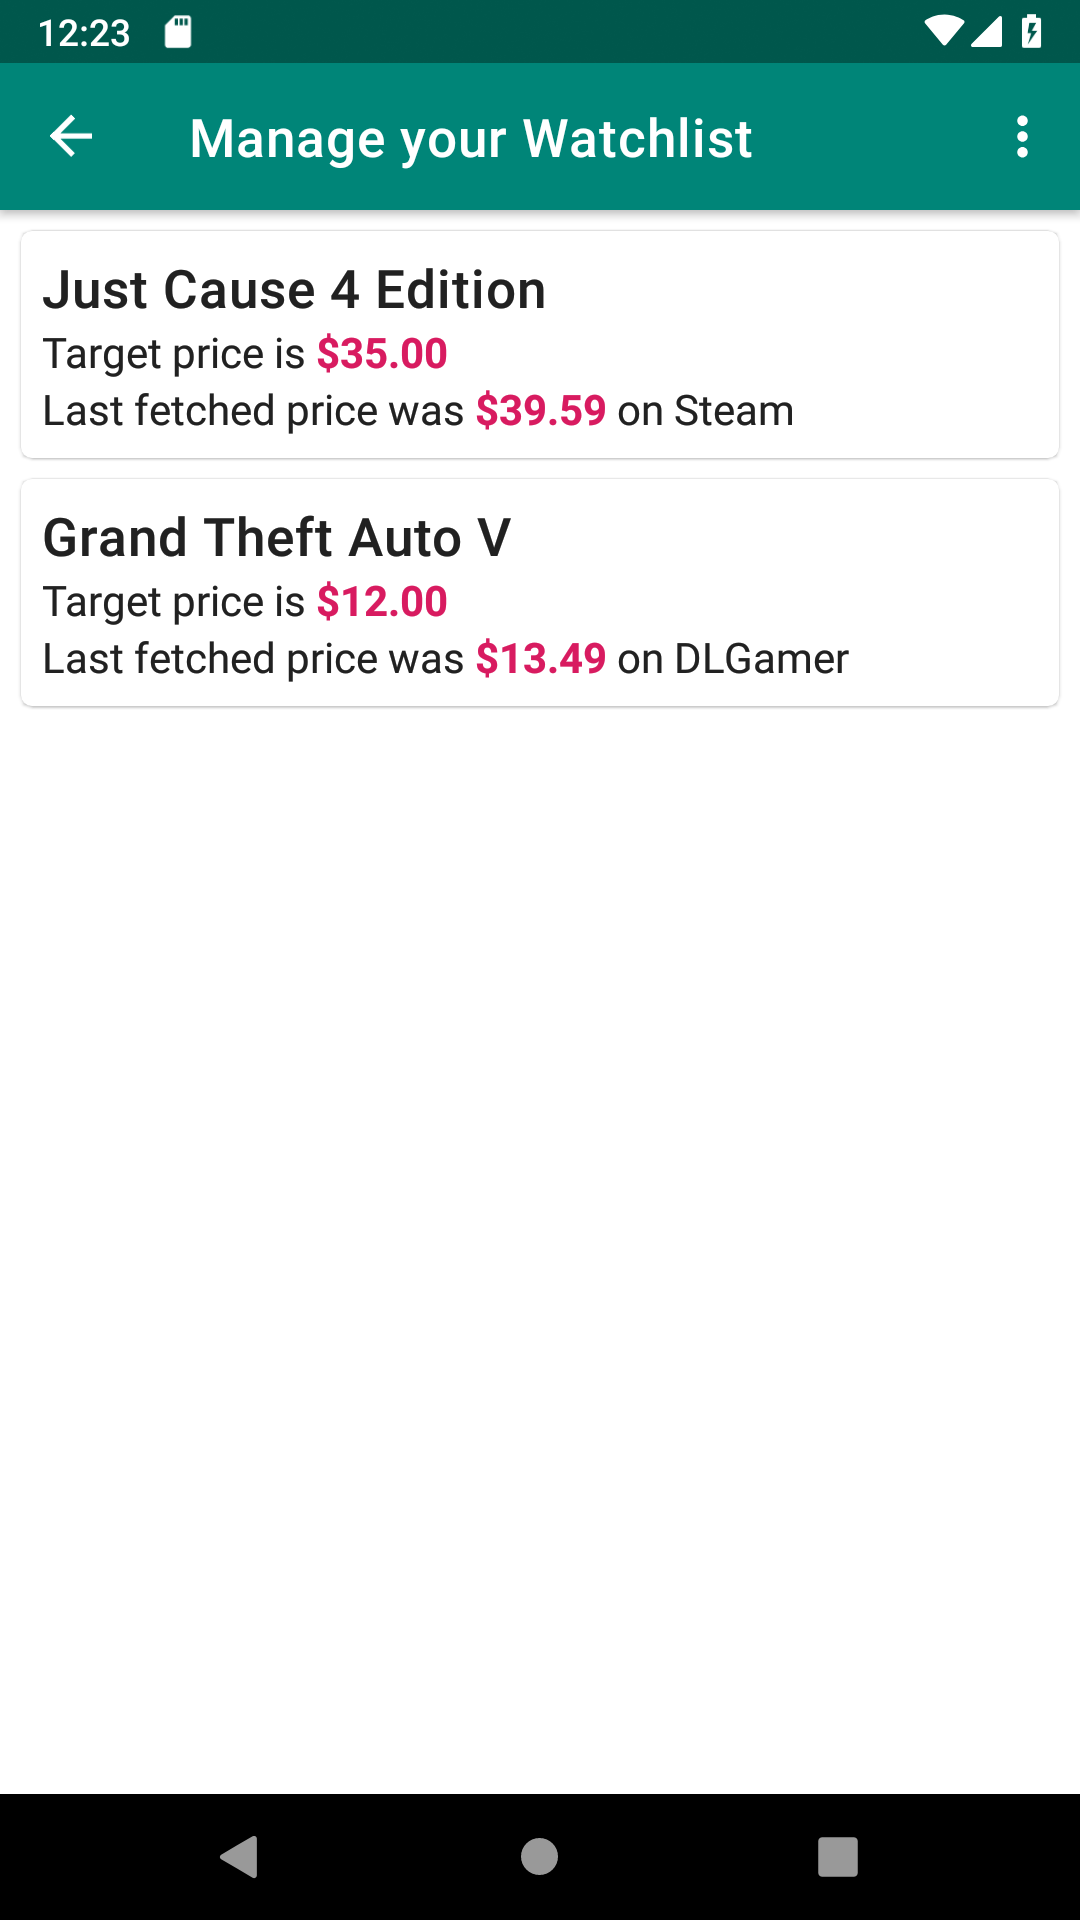 12:23
Manage your Watchlist
Just Cause 4 Edition
Target price is $35.00
Last fetched price was $39.59 on Steam
Grand Theft Auto V
Target price is $12.00
Last fetched price was $13.49 on DLGamer